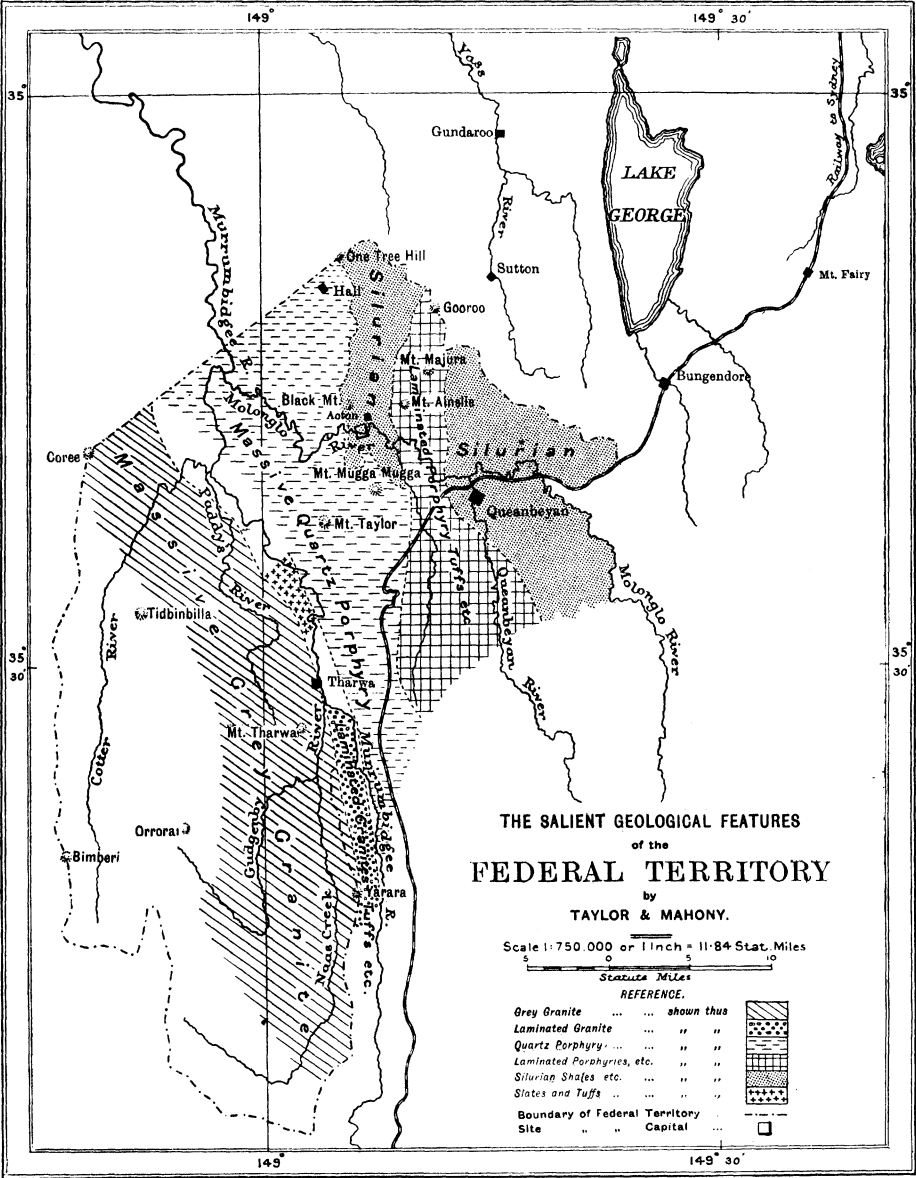 149° 149° 30′
35° 35°
Yass
River
Gundaroo
Sutton
LAKE
GEORGE
Railway to Sydney
Mt. Fairy
Murrumbidgee R.
One Tree Hill
Hall
Silurians
Gooroo
Mt. Majura
Bungendore
Black Mt.
Mt. Ainslie
Molonglo
River
Acton
Silurian
Coree
Mt. Mugga Mugga
Queanbeyan
Mt. Taylor
Massive Quartz Porphyry
Laminated Porphyry Tuffs etc
Massive Grey Granite
Paddys
River
Tidbinbilla
Cotter
River
Queanbeyan
River
Molonglo River
35° 30 35° 30
Tharwa
Mt. Tharwa
River
Gudgenby
Laminated Granites Tuffs etc.
Murrumbidgee R
Orroral
Bimberi
Yarara
Naas Creek
THE SALIENT GEOLOGICAL FEATURES
of the
FEDERAL TERRITORY
by
TAYLOR & MAHONY.
Scale 1:750.000 or 1 Inch = 11·84 Stat. Miles
5 0 5 10
Statute Miles
REFERENCE.
Grey Granite ... ... shown thus
Laminated Granite ... „ „
Quartz Porphyry ... ... „ „
Laminated Porphyries, etc. „ „
Silurian Shales etc. ... „ „
Slates and Tuffs .. ... „ „
Boundary of Federal Territory .
Site „ „ Capital ...
149° 149° 30′